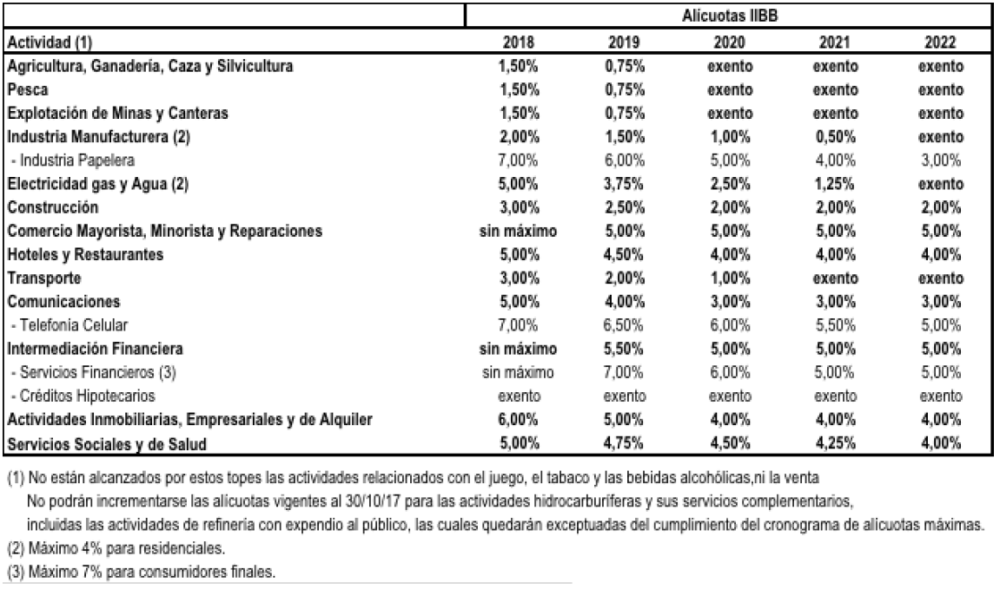 Alícuotas IIBB
Actividad (1) 2018 2019 2020 2021 2022
Agricultura, Ganadería, Caza y Silvicultura 1,50% 0,75% exento exento exento
Pesca 1,50% 0,75% exento exento exento
Explotación de Minas y Canteras 1,50% 0,75% exento exento exento
Industria Manufacturera (2) 2,00% 1,50% 1,00% 0,50% exento
- Industria Papelera 7,00% 6,00% 5,00% 4,00% 3,00%
Electricidad gas y Agua (2) 5,00% 3,75% 2,50% 1,25% exento
Construcción 3,00% 2,50% 2,00% 2,00% 2,00%
Comercio Mayorista, Minorista y Reparaciones sin máximo 5,00% 5,00% 5,00% 5,00%
Hoteles y Restaurantes 5,00% 4,50% 4,00% 4,00% 4,00%
Transporte 3,00% 2,00% 1,00% exento exento
Comunicaciones 5,00% 4,00% 3,00% 3,00% 3,00%
- Telefonía Celular 7,00% 6,50% 6,00% 5,50% 5,00%
Intermediación Financiera sin máximo 5,50% 5,00% 5,00% 5,00%
- Servicios Financieros (3) sin máximo 7,00% 6,00% 5,00% 5,00%
- Créditos Hipotecarios exento exento exento exento exento
Actividades Inmobiliarias, Empresariales y de Alquiler 6,00% 5,00% 4,00% 4,00% 4,00%
Servicios Sociales y de Salud 5,00% 4,75% 4,50% 4,25% 4,00%
(1) No están alcanzados por estos topes las actividades relacionados con el juego, el tabaco y las bebidas alcohólicas,ni la venta
No podrán incrementarse las alícuotas vigentes al 30/10/17 para las actividades hidrocarburíferas y sus servicios complementarios,
incluidas las actividades de refinería con expendio al público, las cuales quedarán exceptuadas del cumplimiento del cronograma de alícuotas máximas.
(2) Máximo 4% para residenciales.
(3) Máximo 7% para consumidores finales.